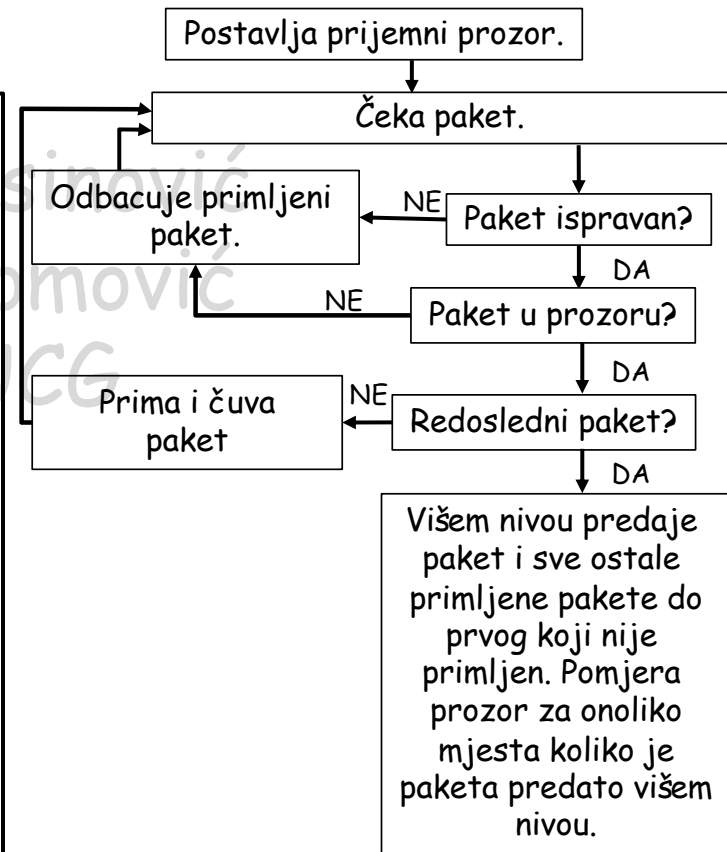 Postavlja prijemni prozor.
Čeka paket.
Odbacuje primljeni
paket.
NE
Paket ispravan?
DA
NE
Paket u prozoru?
DA
Prima i čuva
paket
NE
Redosledni paket?
DA
Višem nivou predaje
paket i sve ostale
primljene pakete do
prvog koji nije
primljen. Pomjera
prozor za onoliko
mjesta koliko je
paketa predato višem
nivou.